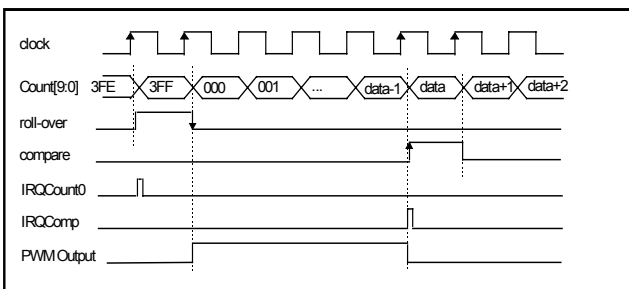 clock
Count[9:0] 3FE 3FF 000 001 ... data-1 data data+1 data+2
roll-over
compare
IRQCount0
IRQComp
PWM Output